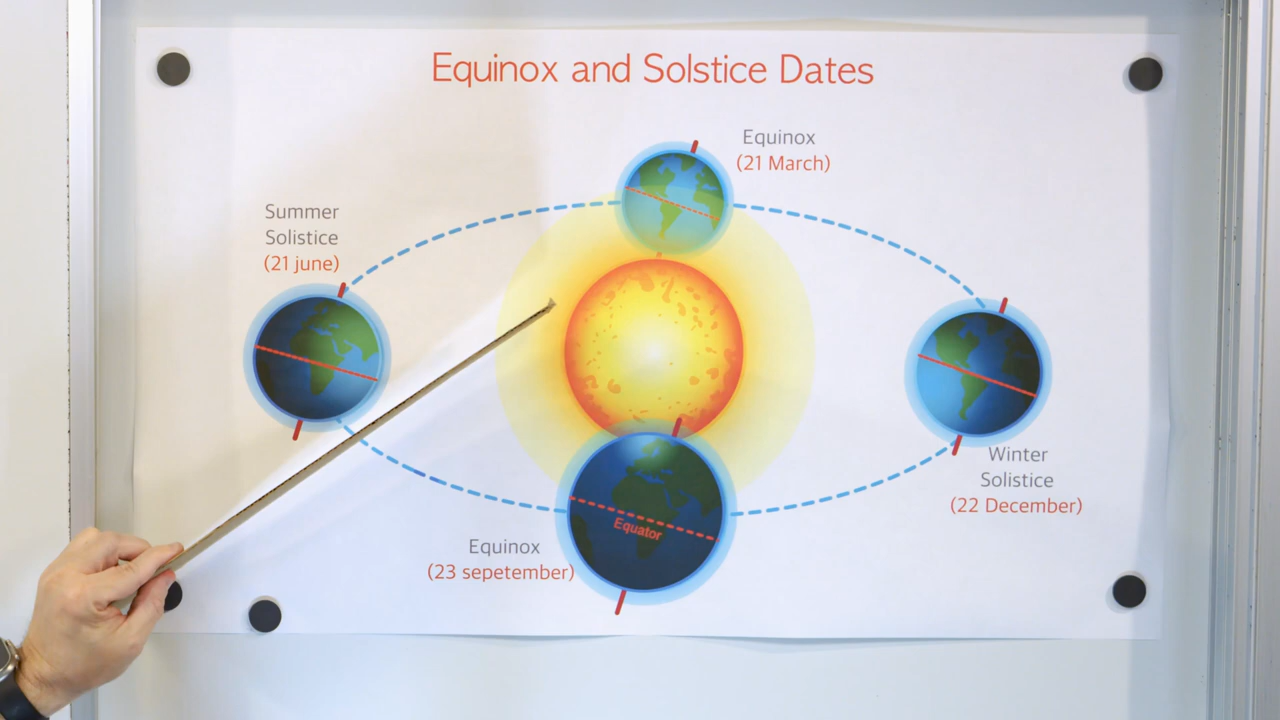 Equinox and Solstice Dates
Equinox
(21 March)
Summer
Solistice
(21 june)
Winter
Solistice
(22 December)
Equator
Equinox
(23 sepetember)